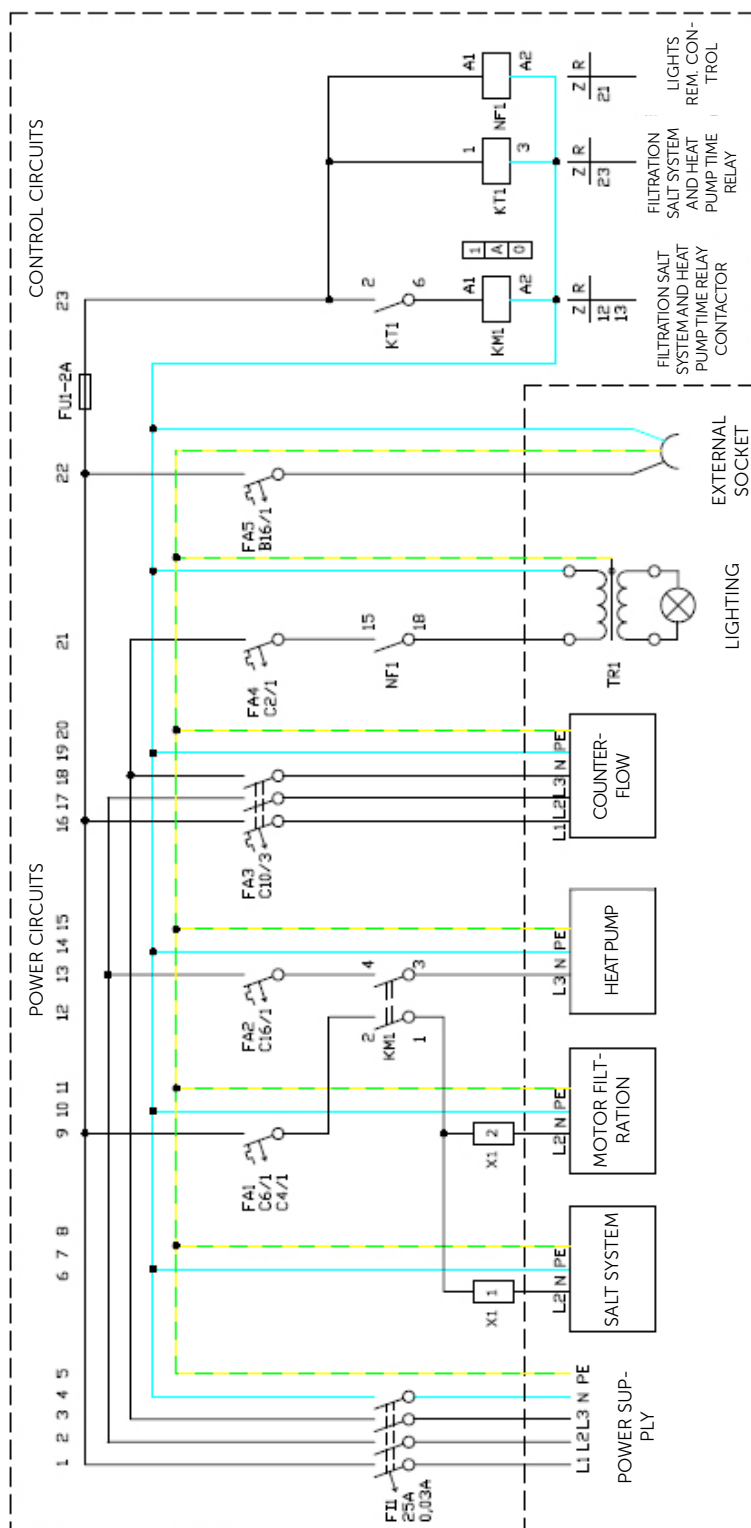 POWER CIRCUITS
CONTROL CIRCUITS
1
2
3
4
5
6
7
8
9
10
11
12
13
14
15
16
17
18
19
20
21
22
23
FU1-2A
FI1
25A
0,03A
FA1
C6/1
C4/1
FA2
C16/1
FA3
C10/3
FA4
C2/1
FA5
B16/1
KM1
2
1
4
3
NF1
15
18
KT1
2
6
KM1
A1
A2
1
A
0
KT1
1
3
NF1
A1
A2
X1 1
X1 2
TR1
L1
L2
L3
N
PE
POWER SUP-
PLY
L2
N
PE
SALT SYSTEM
L2
N
PE
MOTOR FILT-
RATION
L3
N
PE
HEAT PUMP
L1
L2
L3
N
PE
COUNTER-
FLOW
LIGHTING
EXTERNAL
SOCKET
Z R
12
13
FILTRATION SALT
SYSTEM AND HEAT
PUMP TIME RELAY
CONTACTOR
Z R
23
FILTRATION
SALT SYSTEM
AND HEAT
PUMP TIME
RELAY
Z R
21
LIGHTS
REM. CON-
TROL